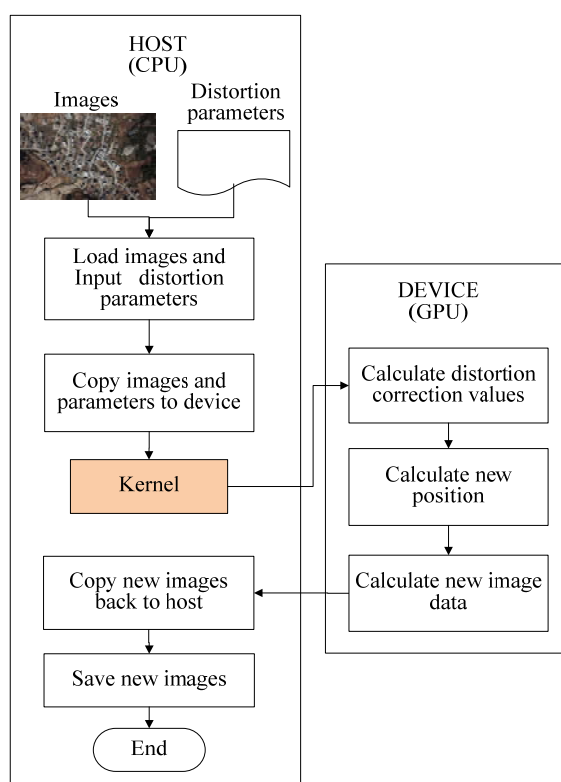 HOST
(CPU)
Images
Distortion
parameters
Load images and
Input distortion
parameters
Copy images and
parameters to device
Kernel
DEVICE
(GPU)
Calculate distortion
correction values
Calculate new
position
Calculate new image
data
Copy new images
back to host
Save new images
End